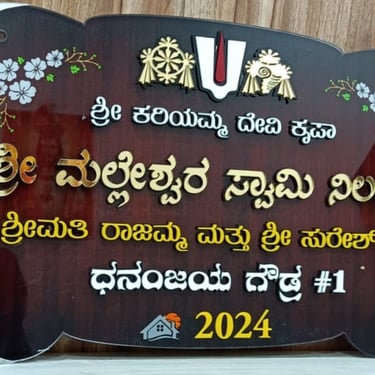 ಶ್ರೀ ಕರಿಯಮ್ಮ ದೇವಿ ಕೃಪಾ
ಶ್ರೀ ಮಲ್ಲೇಶ್ವರ ಸ್ವಾಮಿ ನಿಲ
ಶ್ರೀಮತಿ ರಾಜಮ್ಮ ಮತ್ತು ಶ್ರೀ ಸುರೇಶ್
ಧನಂಜಯ ಗೌಡ್ರ #1
2024